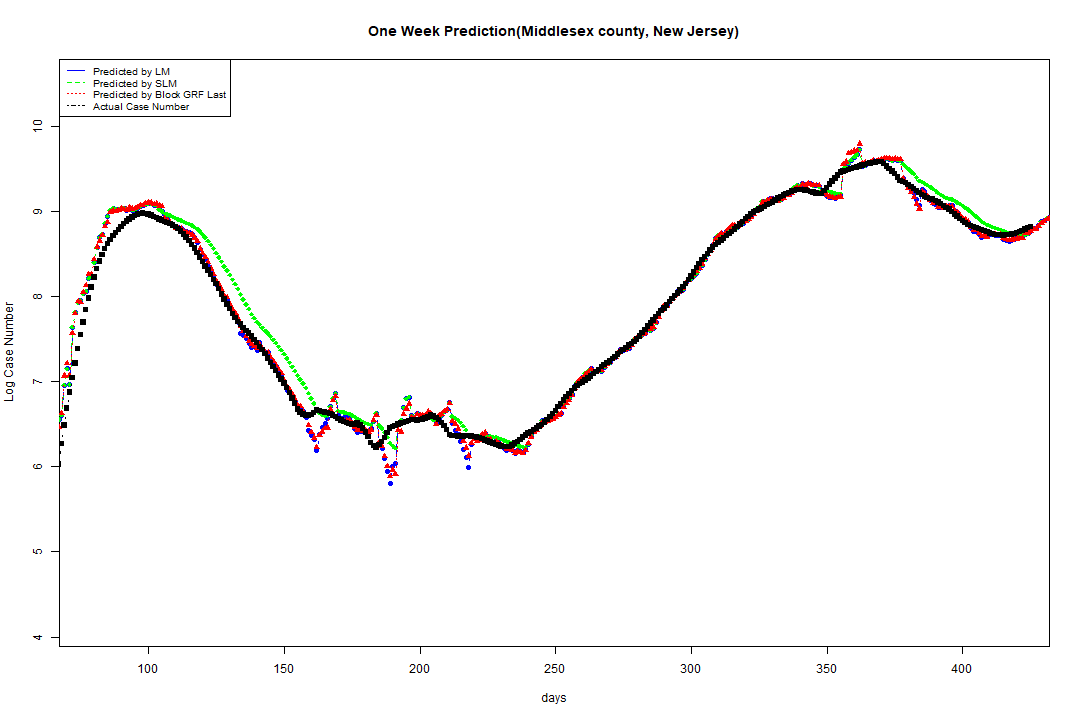 One Week Prediction(Middlesex county, New Jersey)
Predicted by LM
Predicted by SLM
Predicted by Block GRF Last
Actual Case Number
Log Case Number
10
9
8
7
6
5
4
100 150 200 250 300 350 400
days